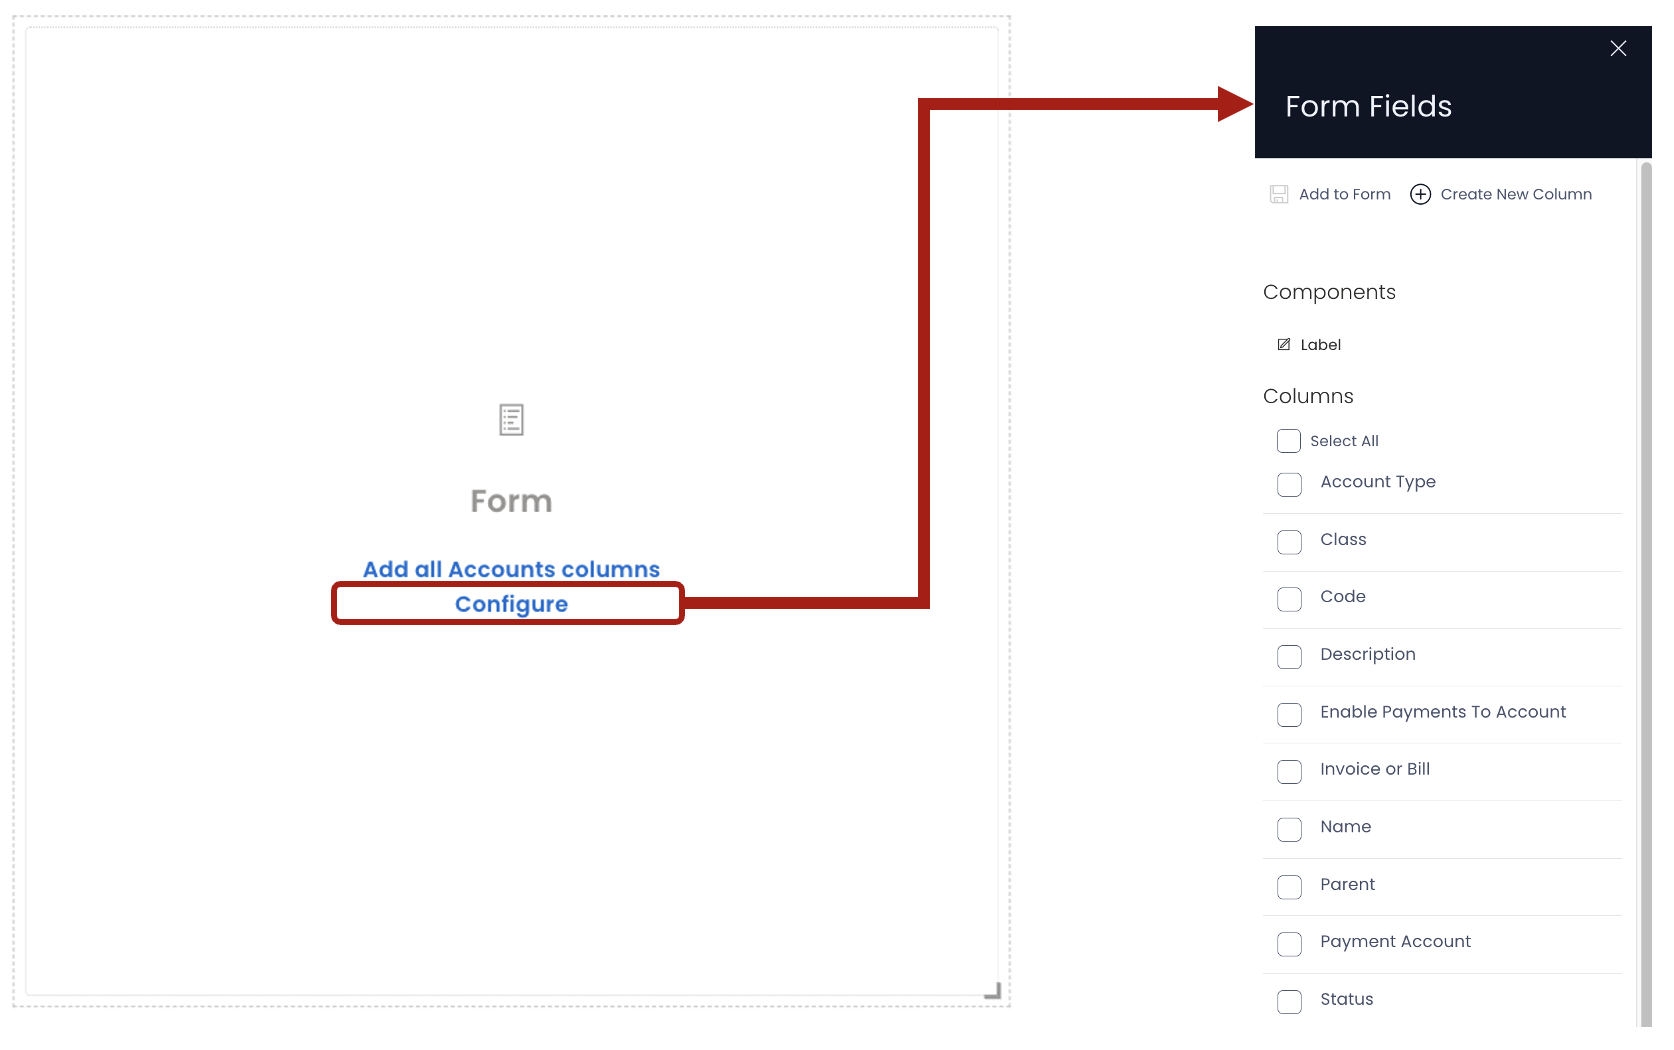 Form
Add all Accounts columns
Configure
Form Fields
Add to Form
Create New Column
Components
Label
Columns
Select All
Account Type
Class
Code
Description
Enable Payments To Account
Invoice or Bill
Name
Parent
Payment Account
Status